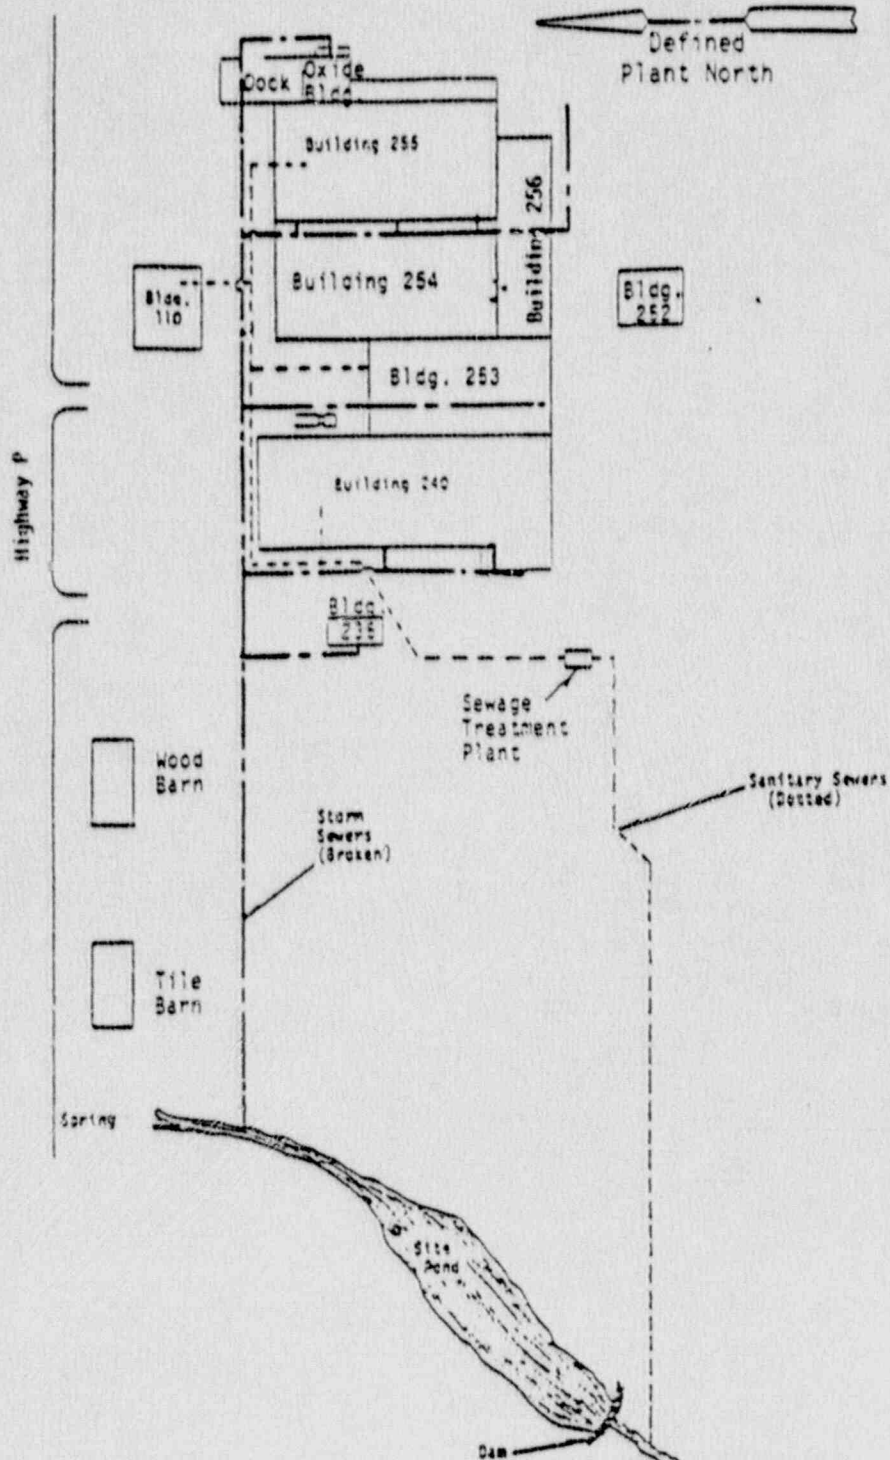 Defined
Plant North
Dock
Oxide
Bldg.
Building 255
Building 256
Building 254
Bldg.
110
Bldg.
252
Bldg. 253
Highway P
Building 240
Bldg.
235
Sewage
Treatment
Plant
Wood
Barn
Sanitary Sewers
(Dotted)
Storm
Sewers
(Broken)
Tile
Barn
Spring
Site
Pond
Dam